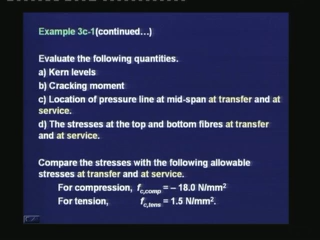 Example 3c-1(continued…)
Evaluate the following quantities.
a) Kern levels
b) Cracking moment
c) Location of pressure line at mid-span at transfer and at
service.
d) The stresses at the top and bottom fibres at transfer
and at service.
Compare the stresses with the following allowable
stresses at transfer and at service.
For compression, fc,comp = – 18.0 N/mm2
For tension, fc,tens = 1.5 N/mm2.